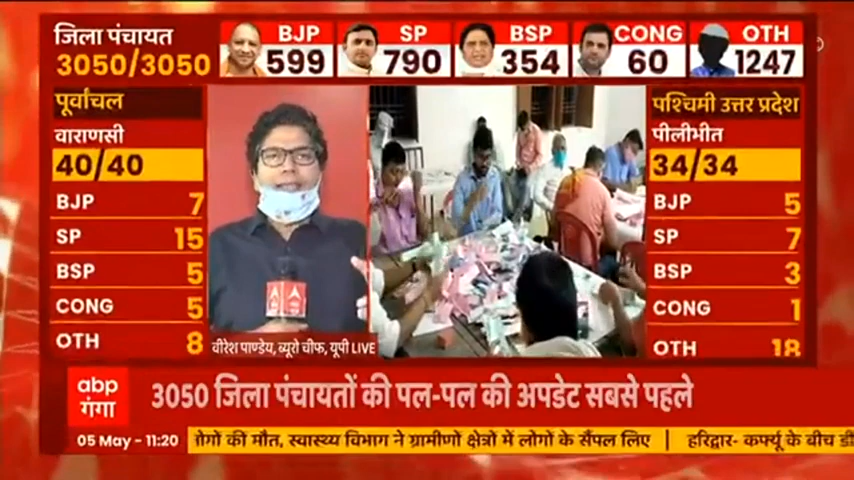 जिला पंचायत
3050/3050
BJP
599
SP
790
BSP
354
CONG
60
OTH
1247
पूर्वांचल
वाराणसी
40/40
BJP 7
SP 15
BSP 5
CONG 5
OTH 8
वीरेश पाण्डेय, ब्यूरो चीफ, यूपी LIVE
पश्चिमी उत्तर प्रदेश
पीलीभीत
34/34
BJP 5
SP 7
BSP 3
CONG 1
OTH 18
abp
गंगा
3050 जिला पंचायतों की पल-पल की अपडेट सबसे पहले
05 May - 11:20
रोगों की मौत, स्वास्थ्य विभाग ने ग्रामीणों क्षेत्रों में लोगों के सैंपल लिए | हरिद्वार- कर्फ्यू के बीच